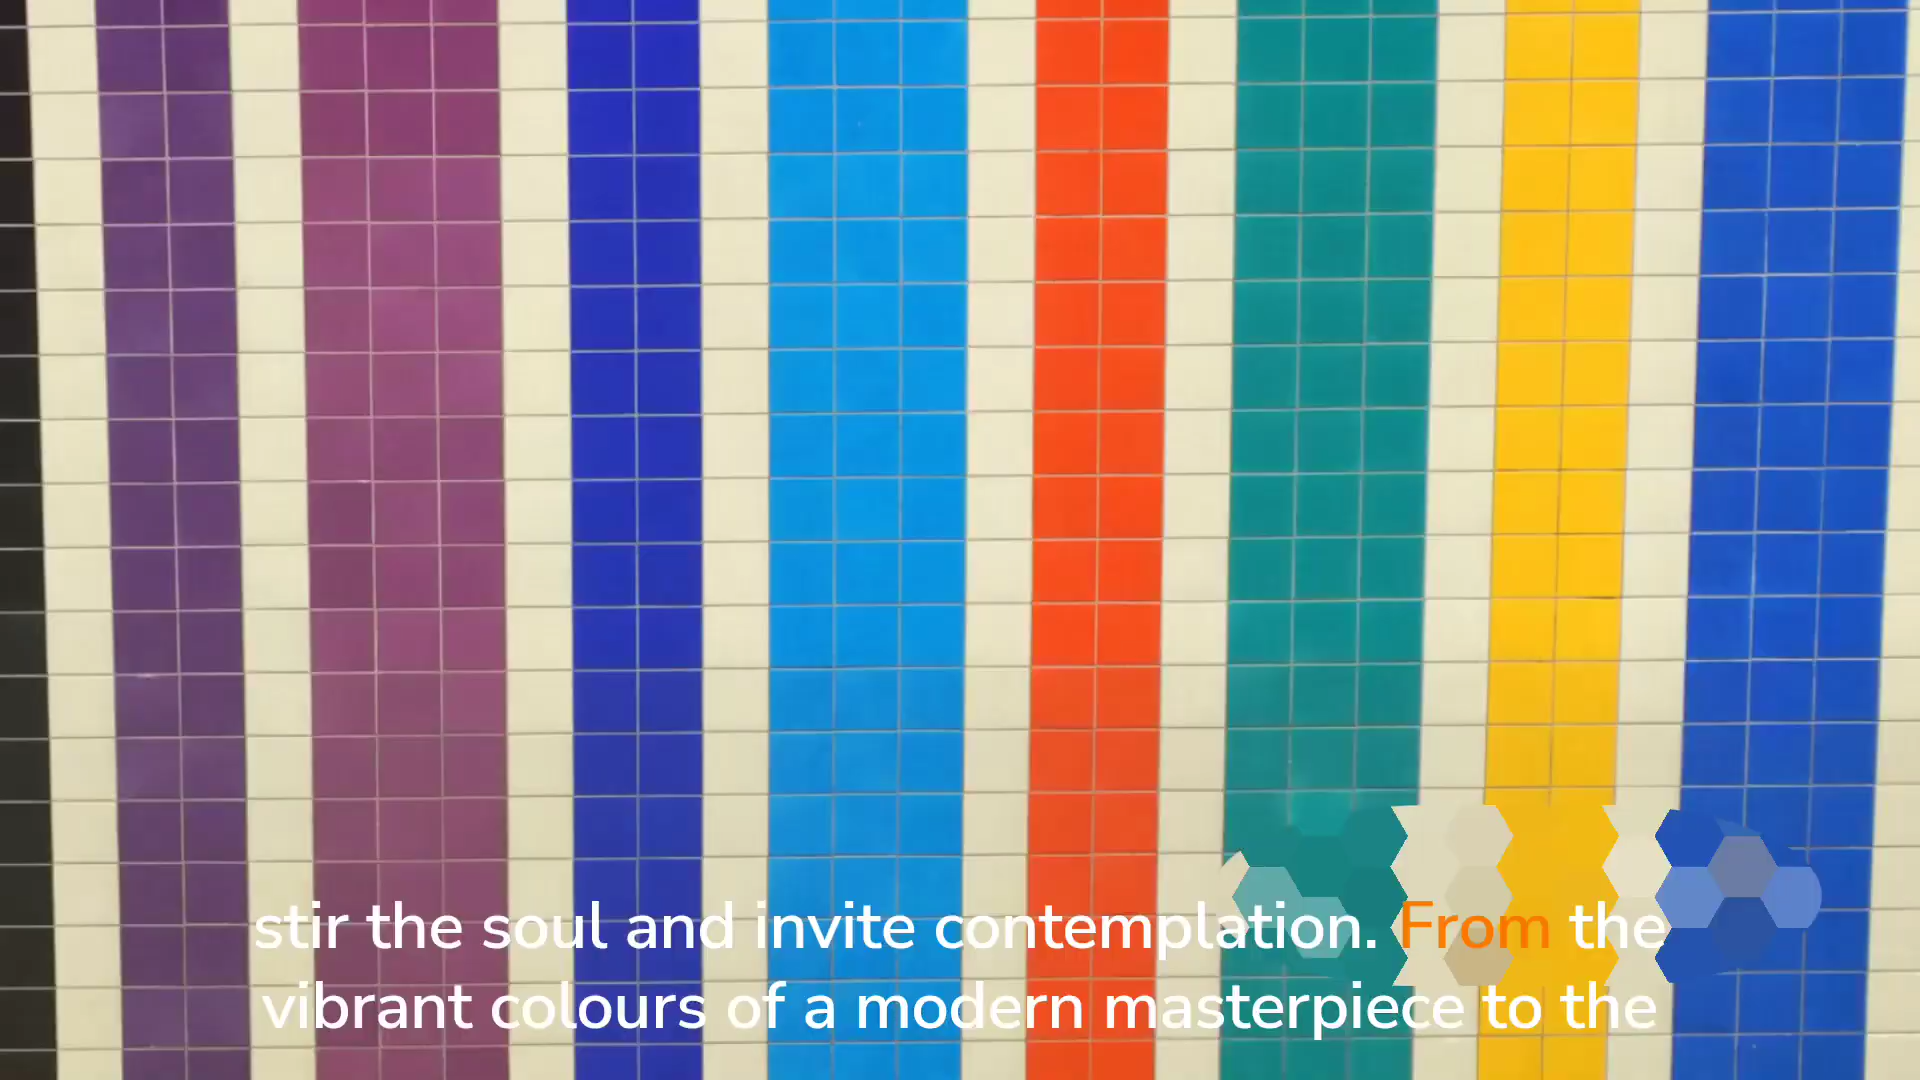 stir the soul and invite contemplation. From the
vibrant colours of a modern masterpiece to the